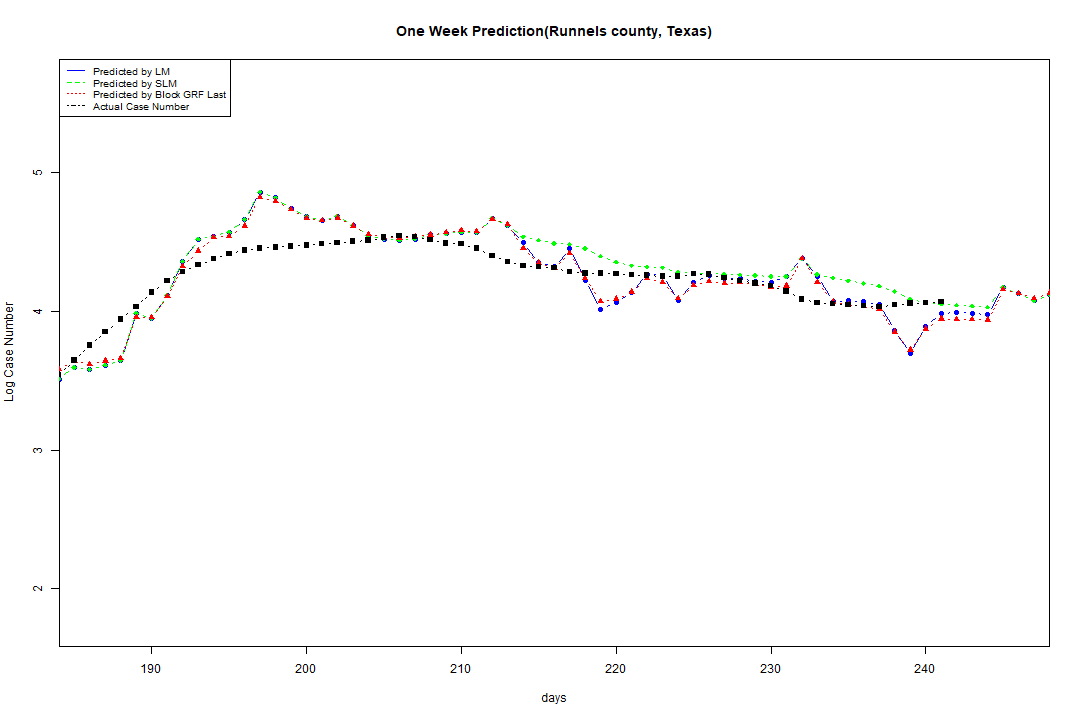 One Week Prediction(Runnels county, Texas)
Predicted by LM
Predicted by SLM
Predicted by Block GRF Last
Actual Case Number
Log Case Number
5
4
3
2
190 200 210 220 230 240
days